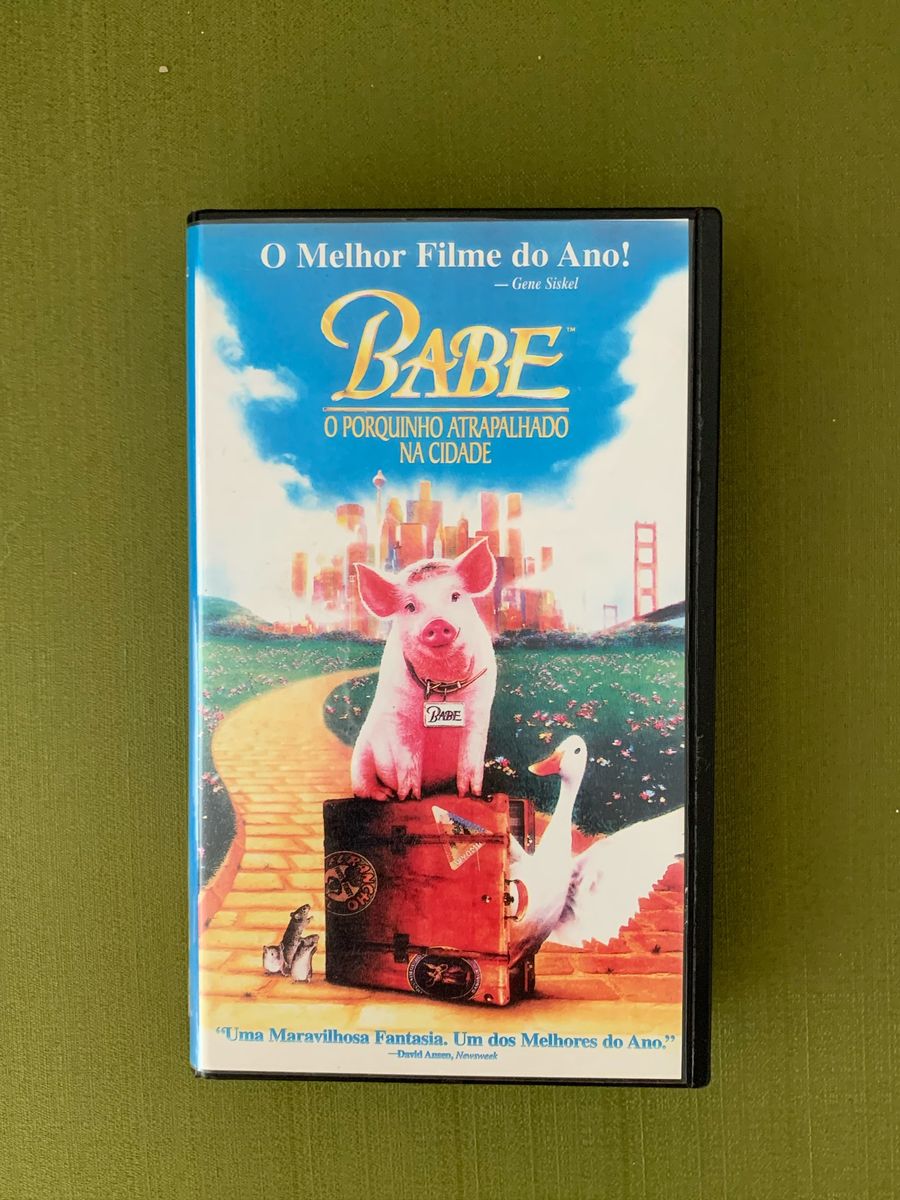 O Melhor Filme do Ano!
— Gene Siskel
BABE™
O PORQUINHO ATRAPALHADO
NA CIDADE
BABE
“Uma Maravilhosa Fantasia. Um dos Melhores do Ano.”
—David Ansen, Newsweek